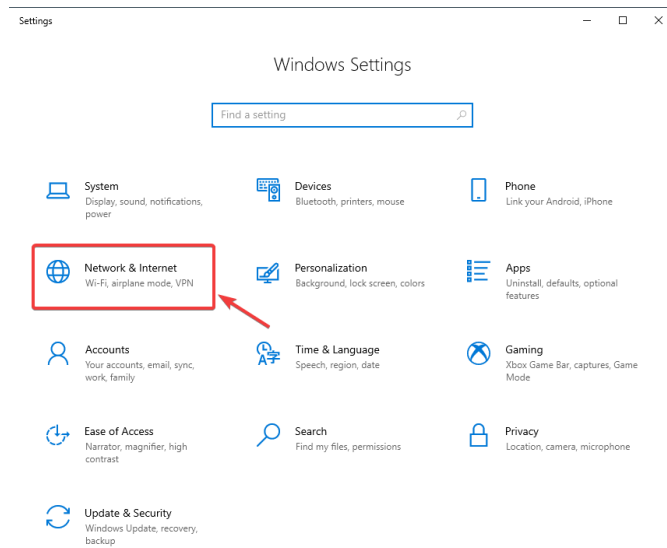 Settings
Windows Settings
Find a setting
System
Display, sound, notifications,
power
Devices
Bluetooth, printers, mouse
Phone
Link your Android, iPhone
Network & Internet
Wi-Fi, airplane mode, VPN
Personalization
Background, lock screen, colors
Apps
Uninstall, defaults, optional
features
Accounts
Your accounts, email, sync,
work, family
Time & Language
Speech, region, date
Gaming
Xbox Game Bar, captures, Game
Mode
Ease of Access
Narrator, magnifier, high
contrast
Search
Find my files, permissions
Privacy
Location, camera, microphone
Update & Security
Windows Update, recovery,
backup